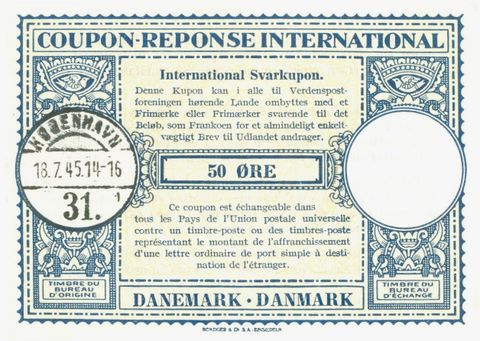 COUPON-REPONSE INTERNATIONAL
International Svarkupon.
Denne Kupon kan i alle til Verdenspost-
foreningen hørende Lande ombyttes med et
Frimærke eller Frimærker svarende til det
Beløb, som Frankoen for et almindeligt enkelt-
vægtigt Brev til Udlandet andrager.
KØBENHAVN
18.7.45.14-16
31. 1
50 ØRE
Ce coupon est échangeable dans
tous les Pays de l'Union postale universelle
contre un timbre-poste ou des timbres-poste
représentant le montant de l'affranchissement
d'une lettre ordinaire de port simple à desti-
nation de l'étranger.
TIMBRE DU
BUREAU
D'ORIGINE
DANEMARK · DANMARK
TIMBRE DU
BUREAU
D'ÉCHANGE
BENZIGER & Co. S.A. - EINSIEDELN